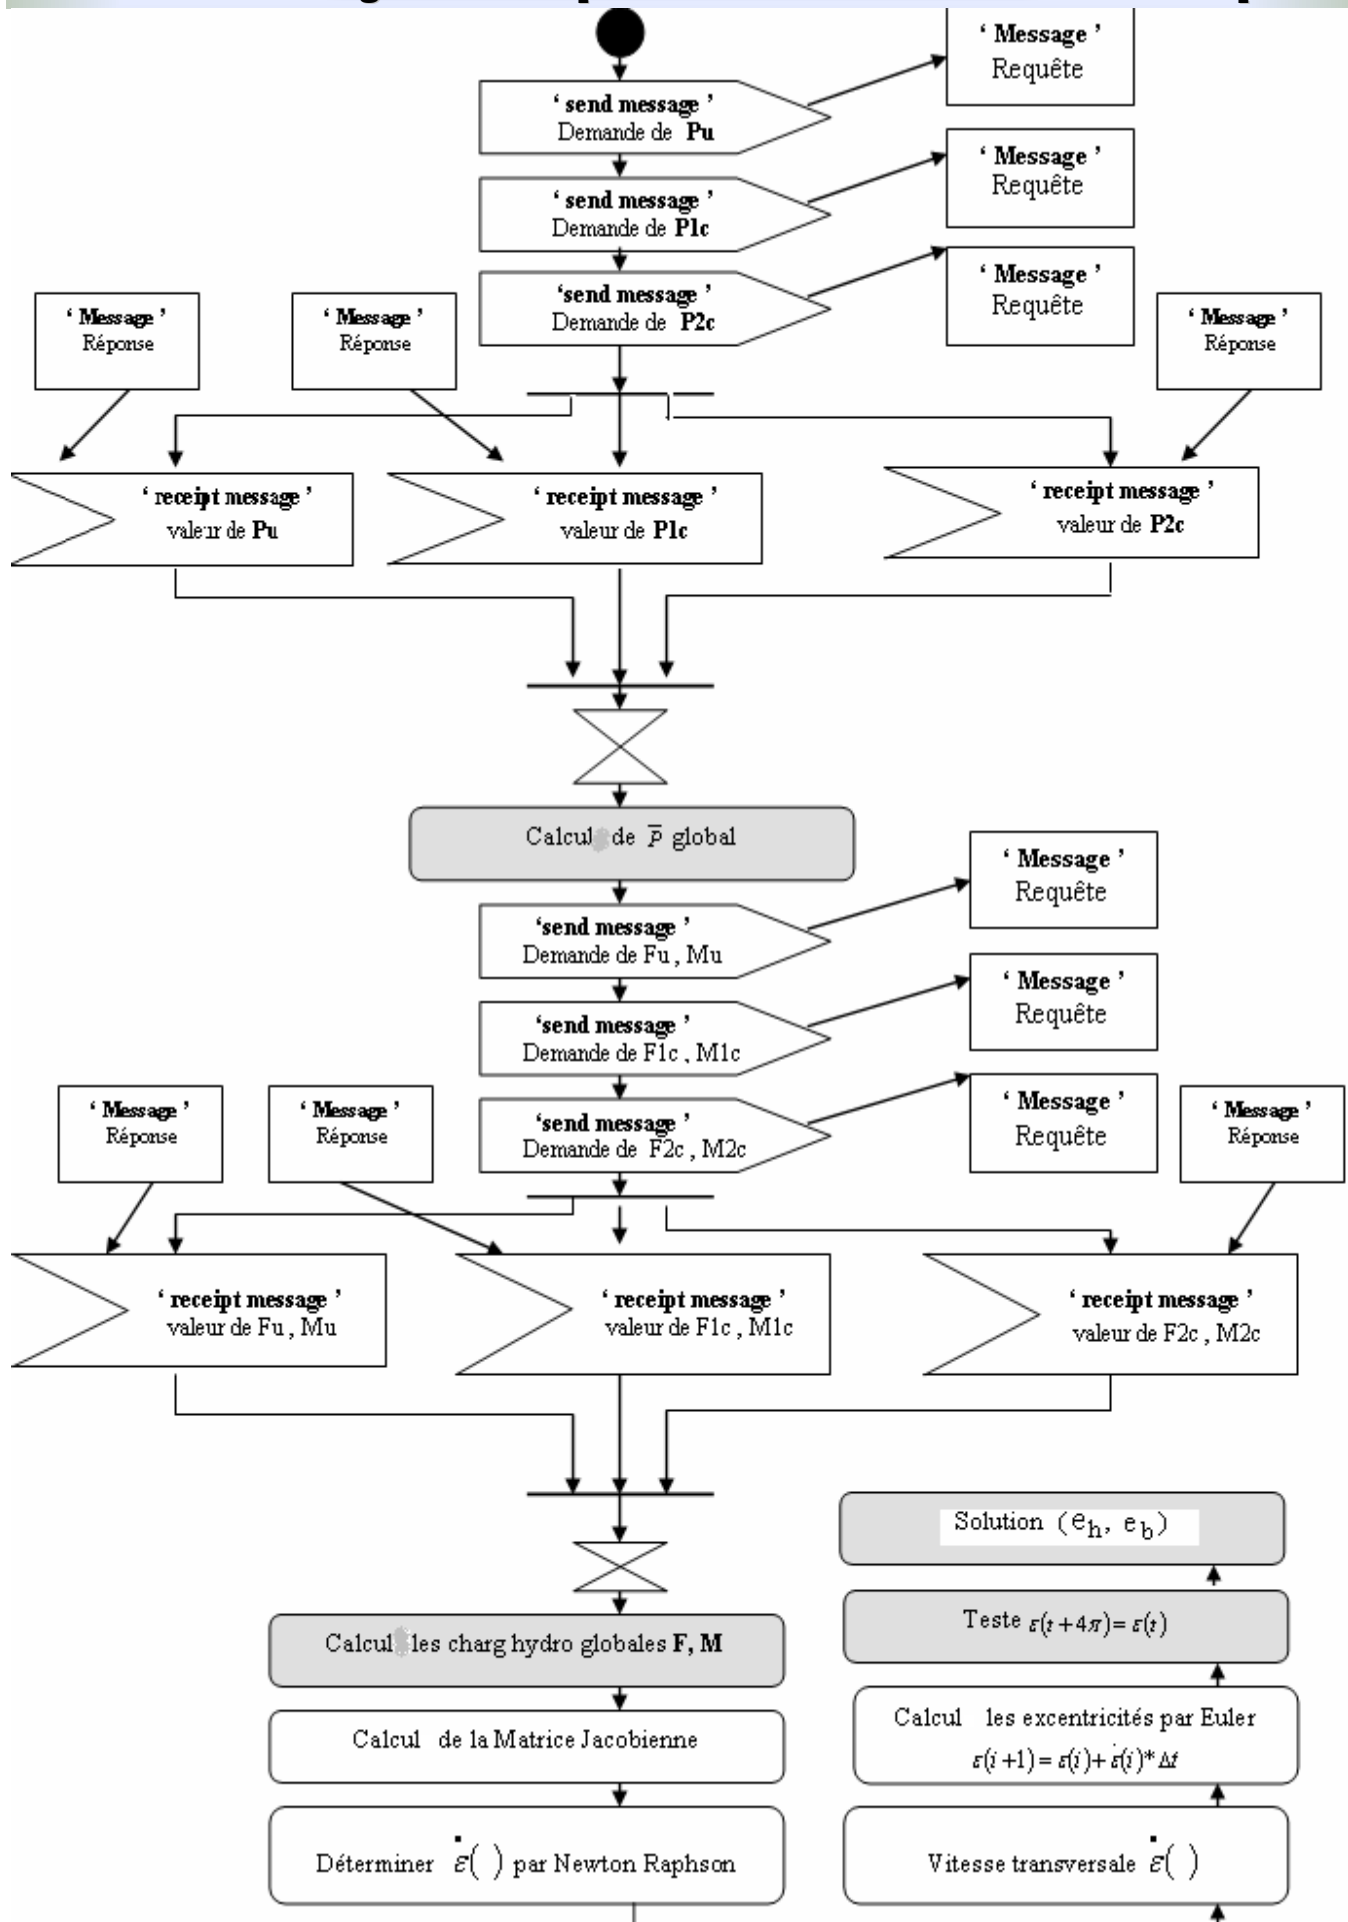 ‘ Message ’
Requête
‘ send message ’
Demande de Pu
‘ Message ’
Requête
‘ send message ’
Demande de P1c
‘ Message ’
Requête
‘send message ’
Demande de P2c
‘ Message ’
Réponse
‘ Message ’
Réponse
‘ Message ’
Réponse
‘ receipt message ’
valeur de Pu
‘ receipt message ’
valeur de P1c
‘ receipt message ’
valeur de P2c
Calcul de P̅ global
‘ Message ’
Requête
‘send message ’
Demande de Fu , Mu
‘ Message ’
Requête
‘send message ’
Demande de F1c , M1c
‘ Message ’
Requête
‘send message ’
Demande de F2c , M2c
‘ Message ’
Réponse
‘ Message ’
Réponse
‘ Message ’
Réponse
‘ receipt message ’
valeur de Fu , Mu
‘ receipt message ’
valeur de F1c , M1c
‘ receipt message ’
valeur de F2c , M2c
Solution (eh, eb)
Teste ε(t + 4π) = ε(t)
Calcul les charg hydro globales F, M
Calcul les excentricités par Euler
ε(i +1) = ε(i) + ε̇(i)* Δt
Calcul de la Matrice Jacobienne
Déterminer ε̇( ) par Newton Raphson
Vitesse transversale ε̇( )